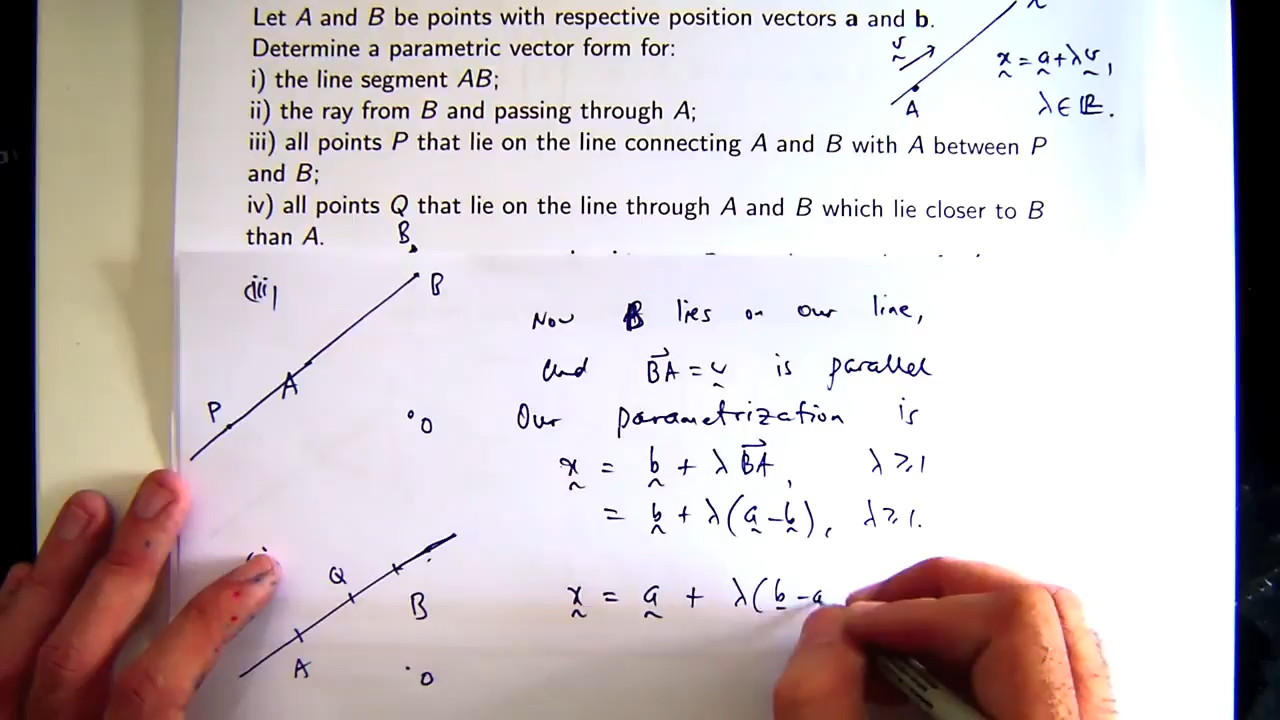 Let A and B be points with respective position vectors a and b.
Determine a parametric vector form for:
i) the line segment AB;
ii) the ray from B and passing through A;
iii) all points P that lie on the line connecting A and B with A between P
and B;
iv) all points Q that lie on the line through A and B which lie closer to B
than A.
v
A
x = a + λv,
λ ∈ ℝ.
B
(iii)
B
A
P
O
Now B lies on our line,
and BA⃗ = v is parallel
Our parametrization is
x = b + λ BA⃗, λ ≥ 1
= b + λ(a - b), λ ≥ 1.
Q
B
A
O
x = a + λ(b - a